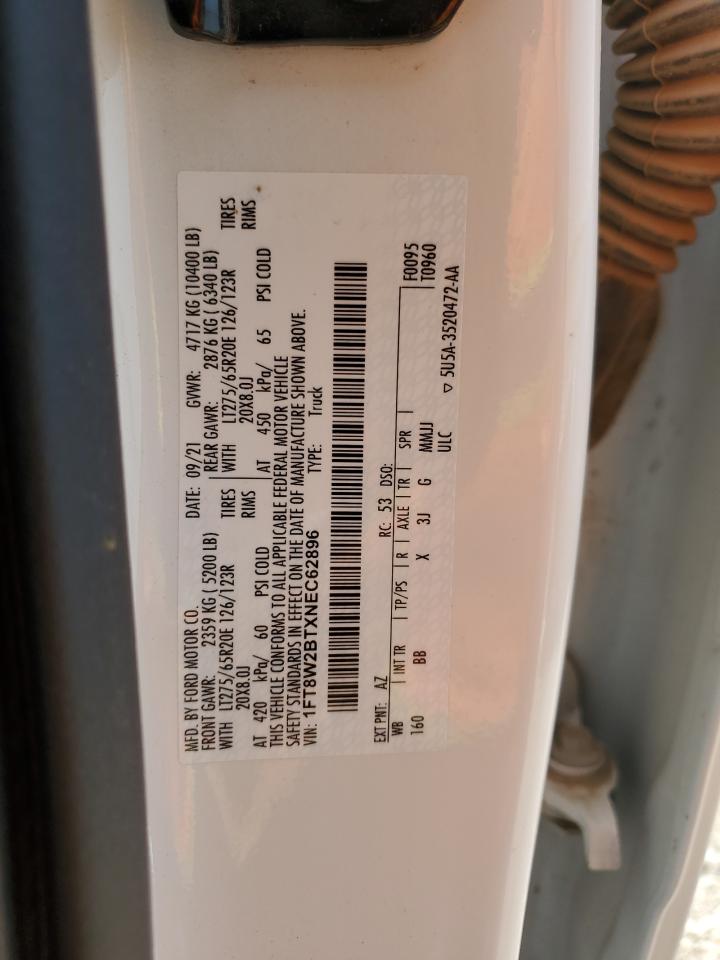 MFD. BY FORD MOTOR CO. DATE: 09/21 GVWR: 4717 KG (10400 LB)
FRONT GAWR: 2359 KG ( 5200 LB) REAR GAWR: 2876 KG ( 6340 LB)
WITH LT275/65R20E 126/123R TIRES WITH LT275/65R20E 126/123R TIRES
20X8.0J RIMS 20X8.0J RIMS
AT 420 kPa/ 60 PSI COLD AT 450 kPa/ 65 PSI COLD
THIS VEHICLE CONFORMS TO ALL APPLICABLE FEDERAL MOTOR VEHICLE
SAFETY STANDARDS IN EFFECT ON THE DATE OF MANUFACTURE SHOWN ABOVE.
VIN: 1FT8W2BTXNEC62896 TYPE: Truck
EXT PNT: AZ RC: 53 DSO:
WB INT TR TP/PS R AXLE TR SPR F0095
160 BB X 3J G MMJJ T0960
ULC ▽ 5U5A-3520472-AA